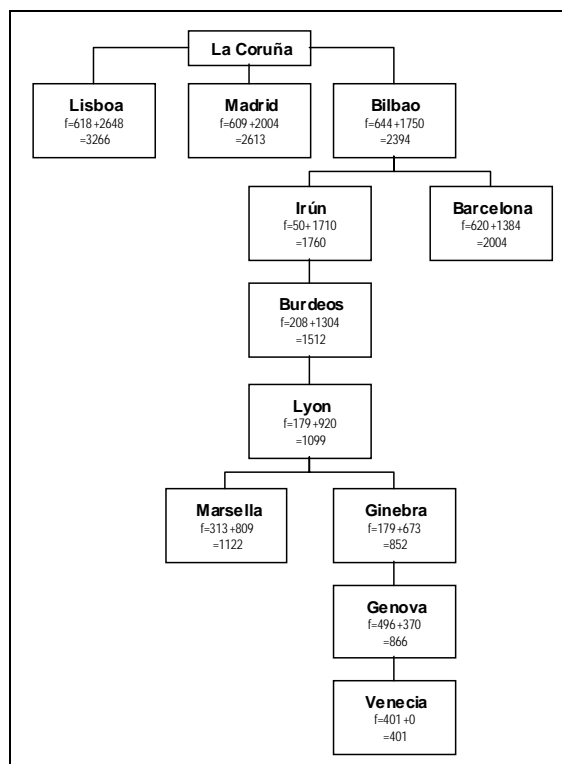 La Coruña
Lisboa
f=618+2648
=3266
Madrid
f=609+2004
=2613
Bilbao
f=644+1750
=2394
Irún
f=50+1710
=1760
Barcelona
f=620+1384
=2004
Burdeos
f=208+1304
=1512
Lyon
f=179+920
=1099
Marsella
f=313+809
=1122
Ginebra
f=179+673
=852
Genova
f=496+370
=866
Venecia
f=401+0
=401